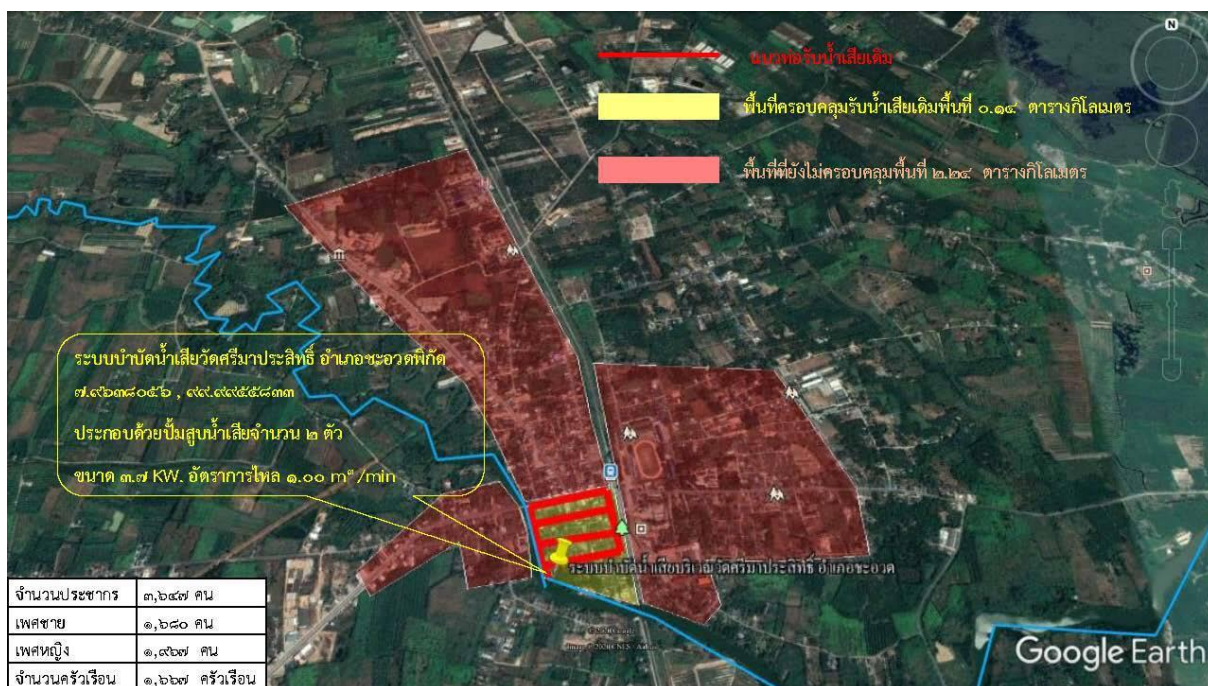 N
แนวท่อรับน้ำเสียเดิม
พื้นที่ครอบคลุมรับน้ำเสียเดิมพื้นที่ ๐.๑๔ ตารางกิโลเมตร
พื้นที่ที่ยังไม่ครอบคลุมพื้นที่ ๒.๒๔ ตารางกิโลเมตร
ระบบบำบัดน้ำเสียวัดศรีมาประสิทธิ์ อำเภอชะอวดพิกัด
๗.๙๖๓๘๐๕๖ , ๙๙.๙๙๕๕๘๓๓
ประกอบด้วยปั๊มสูบน้ำเสียจำนวน ๒ ตัว
ขนาด ๓.๗ KW. อัตราการไหล ๑.๐๐ m³/min
ระบบบำบัดน้ำเสียบริเวณวัดศรีมาประสิทธิ์ อำเภอชะอวด
จำนวนประชากร ๓,๖๔๗ คน
เพศชาย ๑,๖๘๐ คน
เพศหญิง ๑,๙๖๗ คน
จำนวนครัวเรือน ๑,๖๖๗ ครัวเรือน
Google Earth